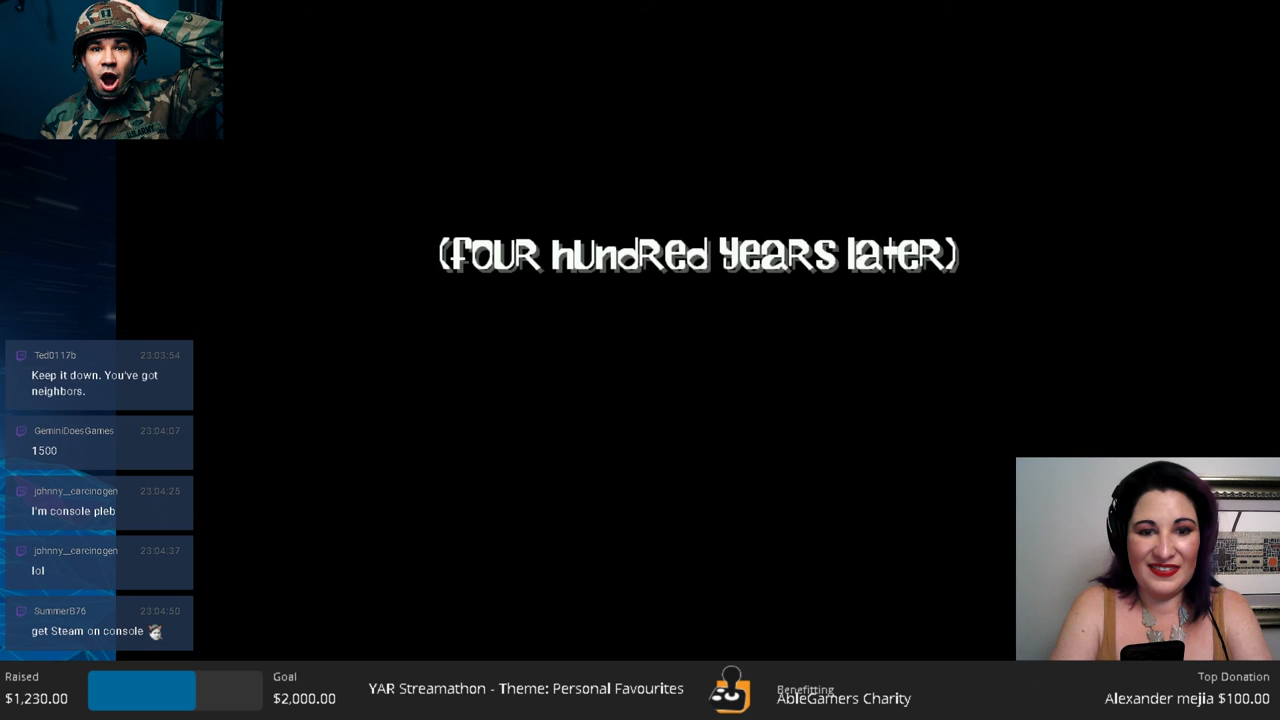 (four hundred years later)
Ted0117b 23:03:54
Keep it down. You've got
neighbors.
GeminiDoesGames 23:04:07
1500
johnny__carcinogen 23:04:25
I'm console pleb
johnny__carcinogen 23:04:37
lol
SummerB76 23:04:50
get Steam on console
Raised
$1,230.00
Goal
$2,000.00
YAR Streamathon - Theme: Personal Favourites
Benefitting
AbleGamers Charity
Top Donation
Alexander mejia $100.00